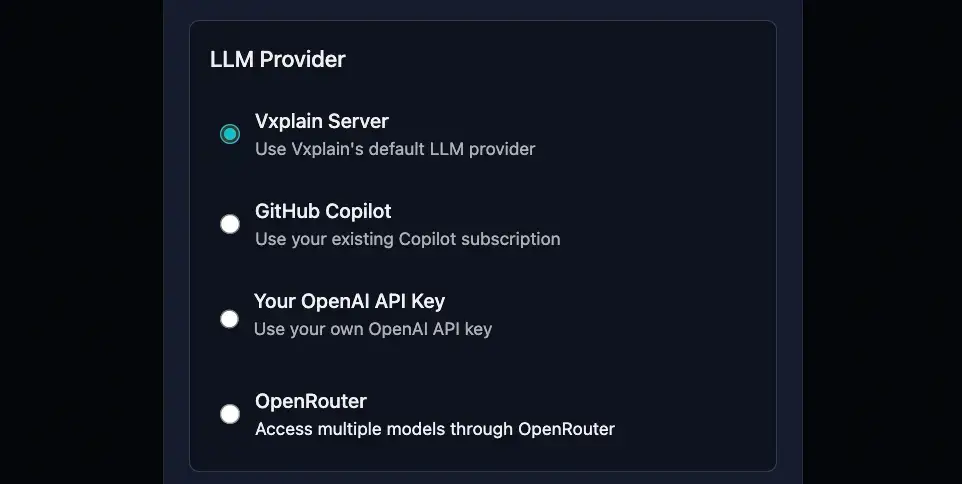 LLM Provider
Vxplain Server
Use Vxplain's default LLM provider
GitHub Copilot
Use your existing Copilot subscription
Your OpenAI API Key
Use your own OpenAI API key
OpenRouter
Access multiple models through OpenRouter